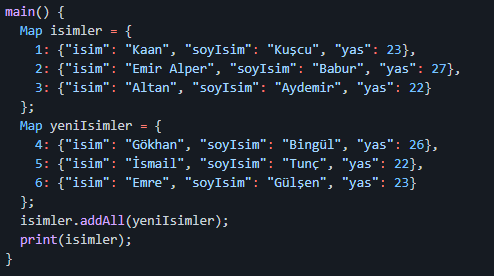 main() {
  Map isimler = {
    1: {"isim": "Kaan", "soyIsim": "Kuşcu", "yas": 23},
    2: {"isim": "Emir Alper", "soyIsim": "Babur", "yas": 27},
    3: {"isim": "Altan", "soyIsim": "Aydemir", "yas": 22}
  };
  Map yeniIsimler = {
    4: {"isim": "Gökhan", "soyIsim": "Bingül", "yas": 26},
    5: {"isim": "İsmail", "soyIsim": "Tunç", "yas": 22},
    6: {"isim": "Emre", "soyIsim": "Gülşen", "yas": 23}
  };
  isimler.addAll(yeniIsimler);
  print(isimler);
}